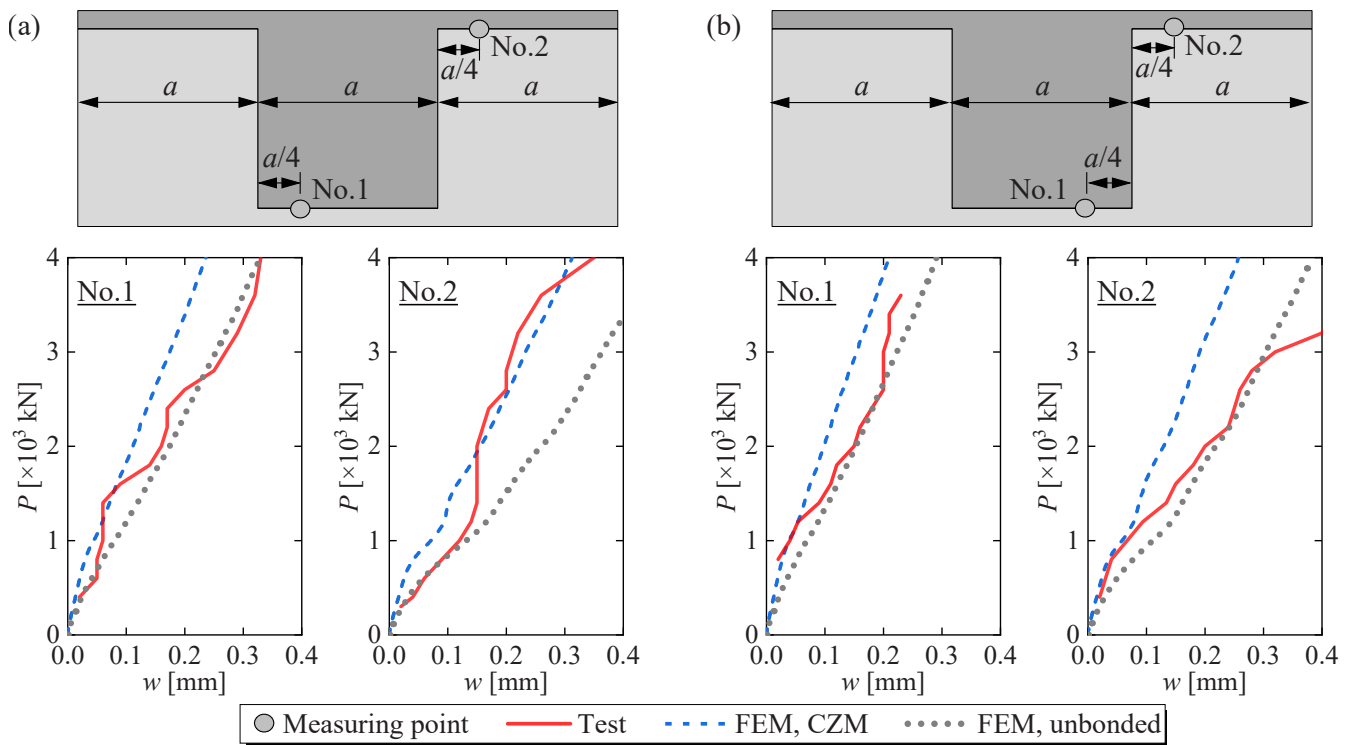 (a)
No.2
a/4
a
a
a
a/4
No.1
(b)
No.2
a/4
a
a
a
a/4
No.1
4
3
2
1
0
P [×10³ kN]
No.1
0.0 0.1 0.2 0.3 0.4
w [mm]
4
3
2
1
0
P [×10³ kN]
No.2
0.0 0.1 0.2 0.3 0.4
w [mm]
4
3
2
1
0
P [×10³ kN]
No.1
0.0 0.1 0.2 0.3 0.4
w [mm]
4
3
2
1
0
P [×10³ kN]
No.2
0.0 0.1 0.2 0.3 0.4
w [mm]
Measuring point Test FEM, CZM FEM, unbonded